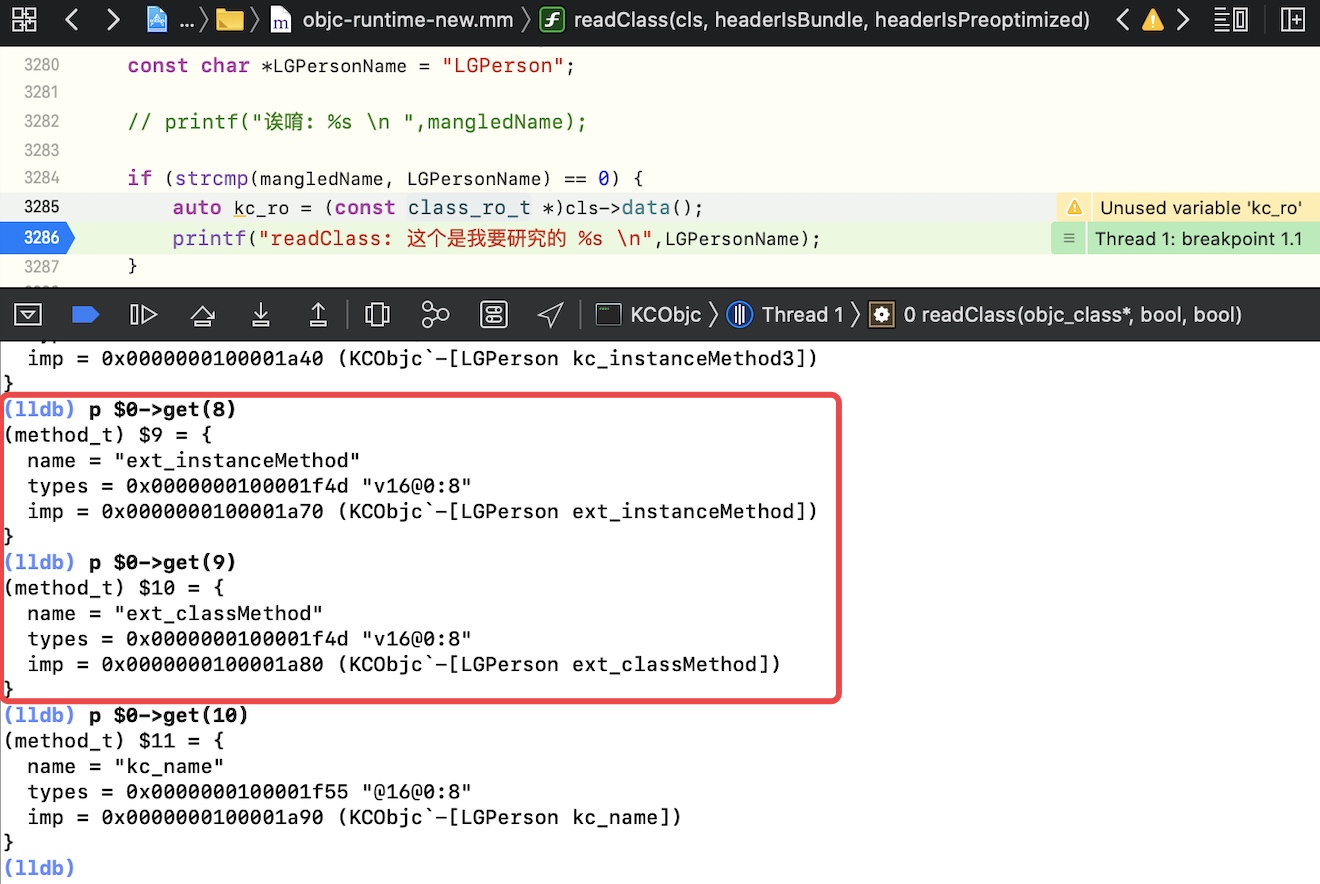 ... objc-runtime-new.mm readClass(cls, headerIsBundle, headerIsPreoptimized)
3280 const char *LGPersonName = "LGPerson";
3281
3282 // printf("诶唷: %s \n ",mangledName);
3283
3284 if (strcmp(mangledName, LGPersonName) == 0) {
3285 auto kc_ro = (const class_ro_t *)cls->data(); Unused variable 'kc_ro'
3286 printf("readClass: 这个是我要研究的 %s \n",LGPersonName); Thread 1: breakpoint 1.1
3287 }
KCObjc Thread 1 0 readClass(objc_class*, bool, bool)
imp = 0x0000000100001a40 (KCObjc`-[LGPerson kc_instanceMethod3])
}
(lldb) p $0->get(8)
(method_t) $9 = {
name = "ext_instanceMethod"
types = 0x0000000100001f4d "v16@0:8"
imp = 0x0000000100001a70 (KCObjc`-[LGPerson ext_instanceMethod])
}
(lldb) p $0->get(9)
(method_t) $10 = {
name = "ext_classMethod"
types = 0x0000000100001f4d "v16@0:8"
imp = 0x0000000100001a80 (KCObjc`-[LGPerson ext_classMethod])
}
(lldb) p $0->get(10)
(method_t) $11 = {
name = "kc_name"
types = 0x0000000100001f55 "@16@0:8"
imp = 0x0000000100001a90 (KCObjc`-[LGPerson kc_name])
}
(lldb)